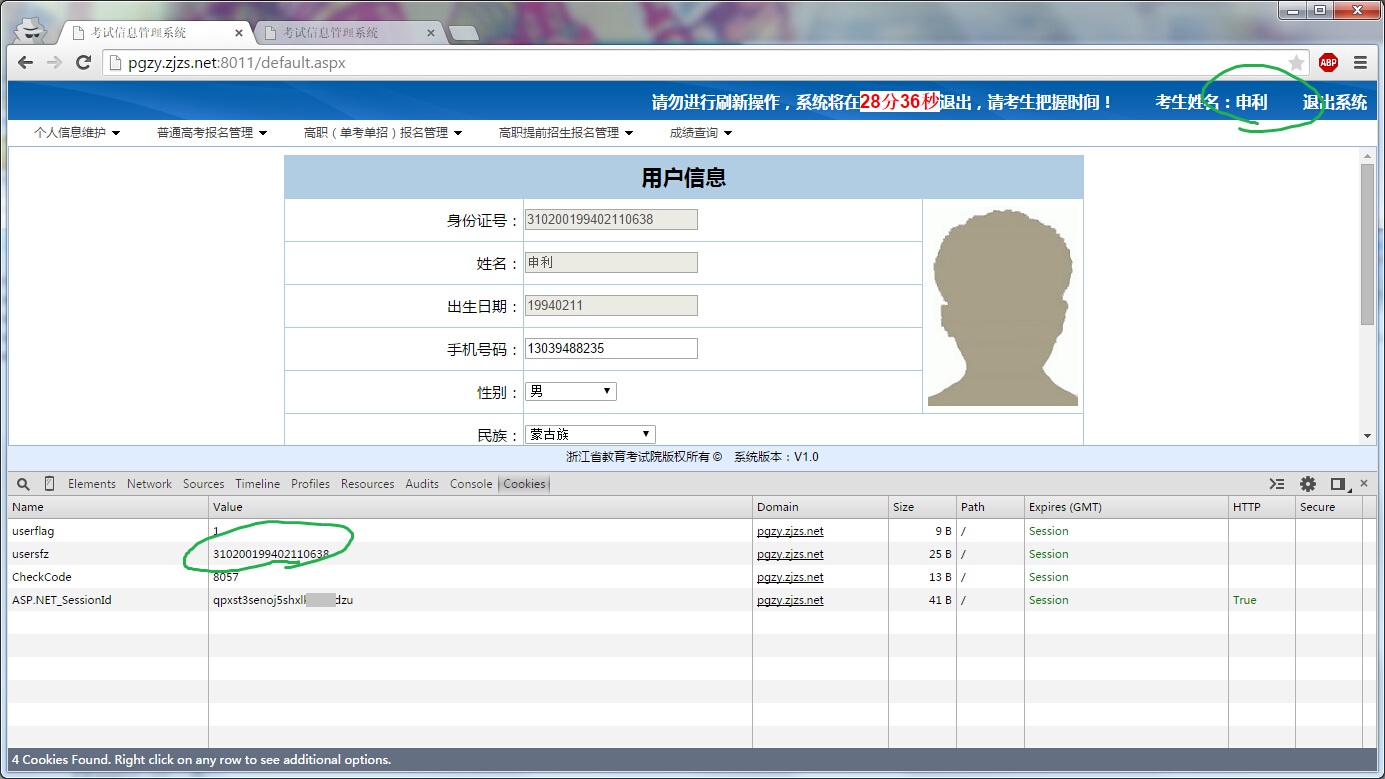 考试信息管理系统 考试信息管理系统
pgzy.zjzs.net:8011/default.aspx ABP
请勿进行刷新操作，系统将在28分36秒退出，请考生把握时间！ 考生姓名：申利 退出系统
个人信息维护 普通高考报名管理 高职（单考单招）报名管理 高职提前招生报名管理 成绩查询
用户信息
身份证号： 310200199402110638
姓名： 申利
出生日期： 19940211
手机号码： 13039488235
性别： 男
民族： 蒙古族
浙江省教育考试院版权所有© 系统版本：V1.0
Elements Network Sources Timeline Profiles Resources Audits Console Cookies
Name Value Domain Size Path Expires (GMT) HTTP Secure
userflag 1 pgzy.zjzs.net 9 B / Session
usersfz 310200199402110638 pgzy.zjzs.net 25 B / Session
CheckCode 8057 pgzy.zjzs.net 13 B / Session
ASP.NET_SessionId qpxst3senoj5shxl dzu pgzy.zjzs.net 41 B / Session True
4 Cookies Found. Right click on any row to see additional options.